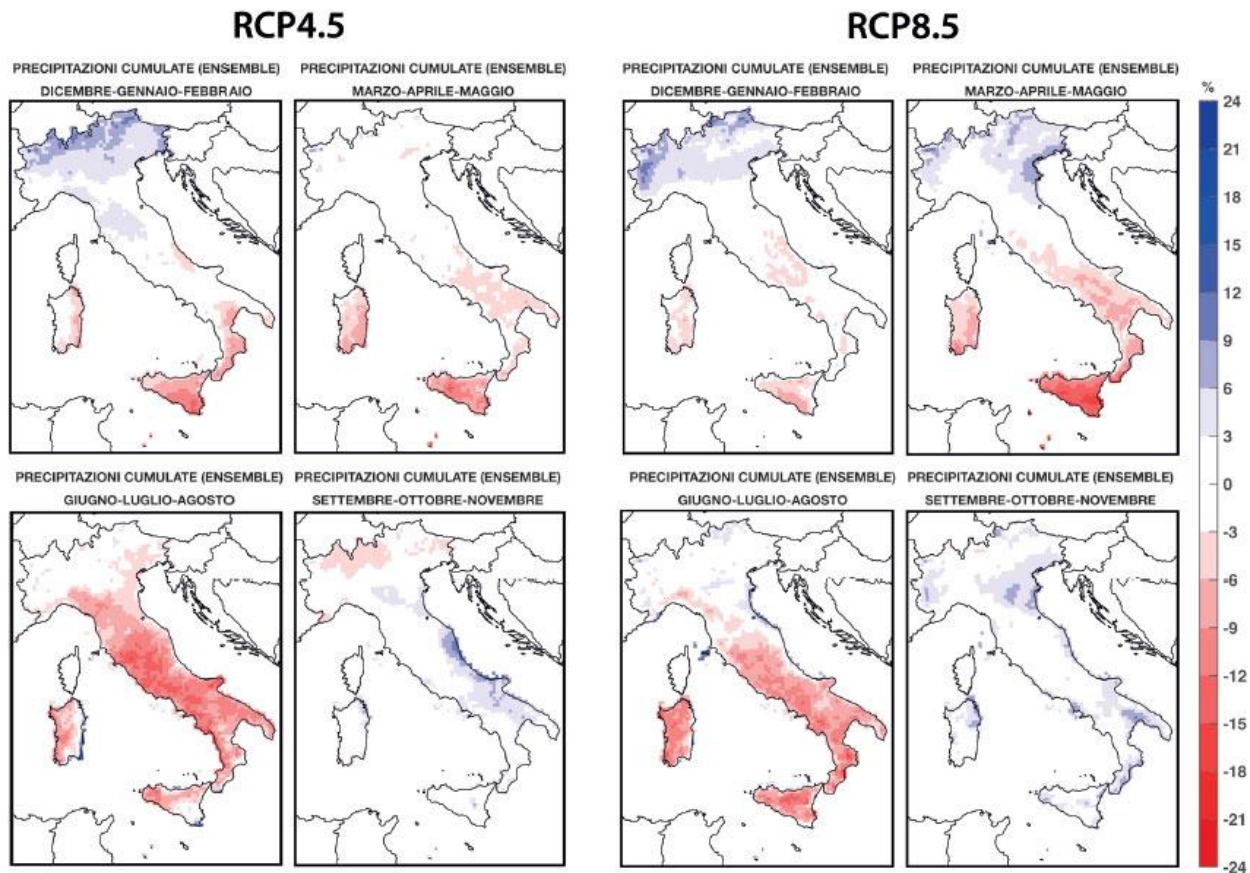 RCP4.5
RCP8.5
PRECIPITAZIONI CUMULATE (ENSEMBLE)
DICEMBRE-GENNAIO-FEBBRAIO
PRECIPITAZIONI CUMULATE (ENSEMBLE)
MARZO-APRILE-MAGGIO
PRECIPITAZIONI CUMULATE (ENSEMBLE)
DICEMBRE-GENNAIO-FEBBRAIO
PRECIPITAZIONI CUMULATE (ENSEMBLE)
MARZO-APRILE-MAGGIO
PRECIPITAZIONI CUMULATE (ENSEMBLE)
GIUGNO-LUGLIO-AGOSTO
PRECIPITAZIONI CUMULATE (ENSEMBLE)
SETTEMBRE-OTTOBRE-NOVEMBRE
PRECIPITAZIONI CUMULATE (ENSEMBLE)
GIUGNO-LUGLIO-AGOSTO
PRECIPITAZIONI CUMULATE (ENSEMBLE)
SETTEMBRE-OTTOBRE-NOVEMBRE
%
24
21
18
15
12
9
6
3
0
-3
-6
-9
-12
-15
-18
-21
-24